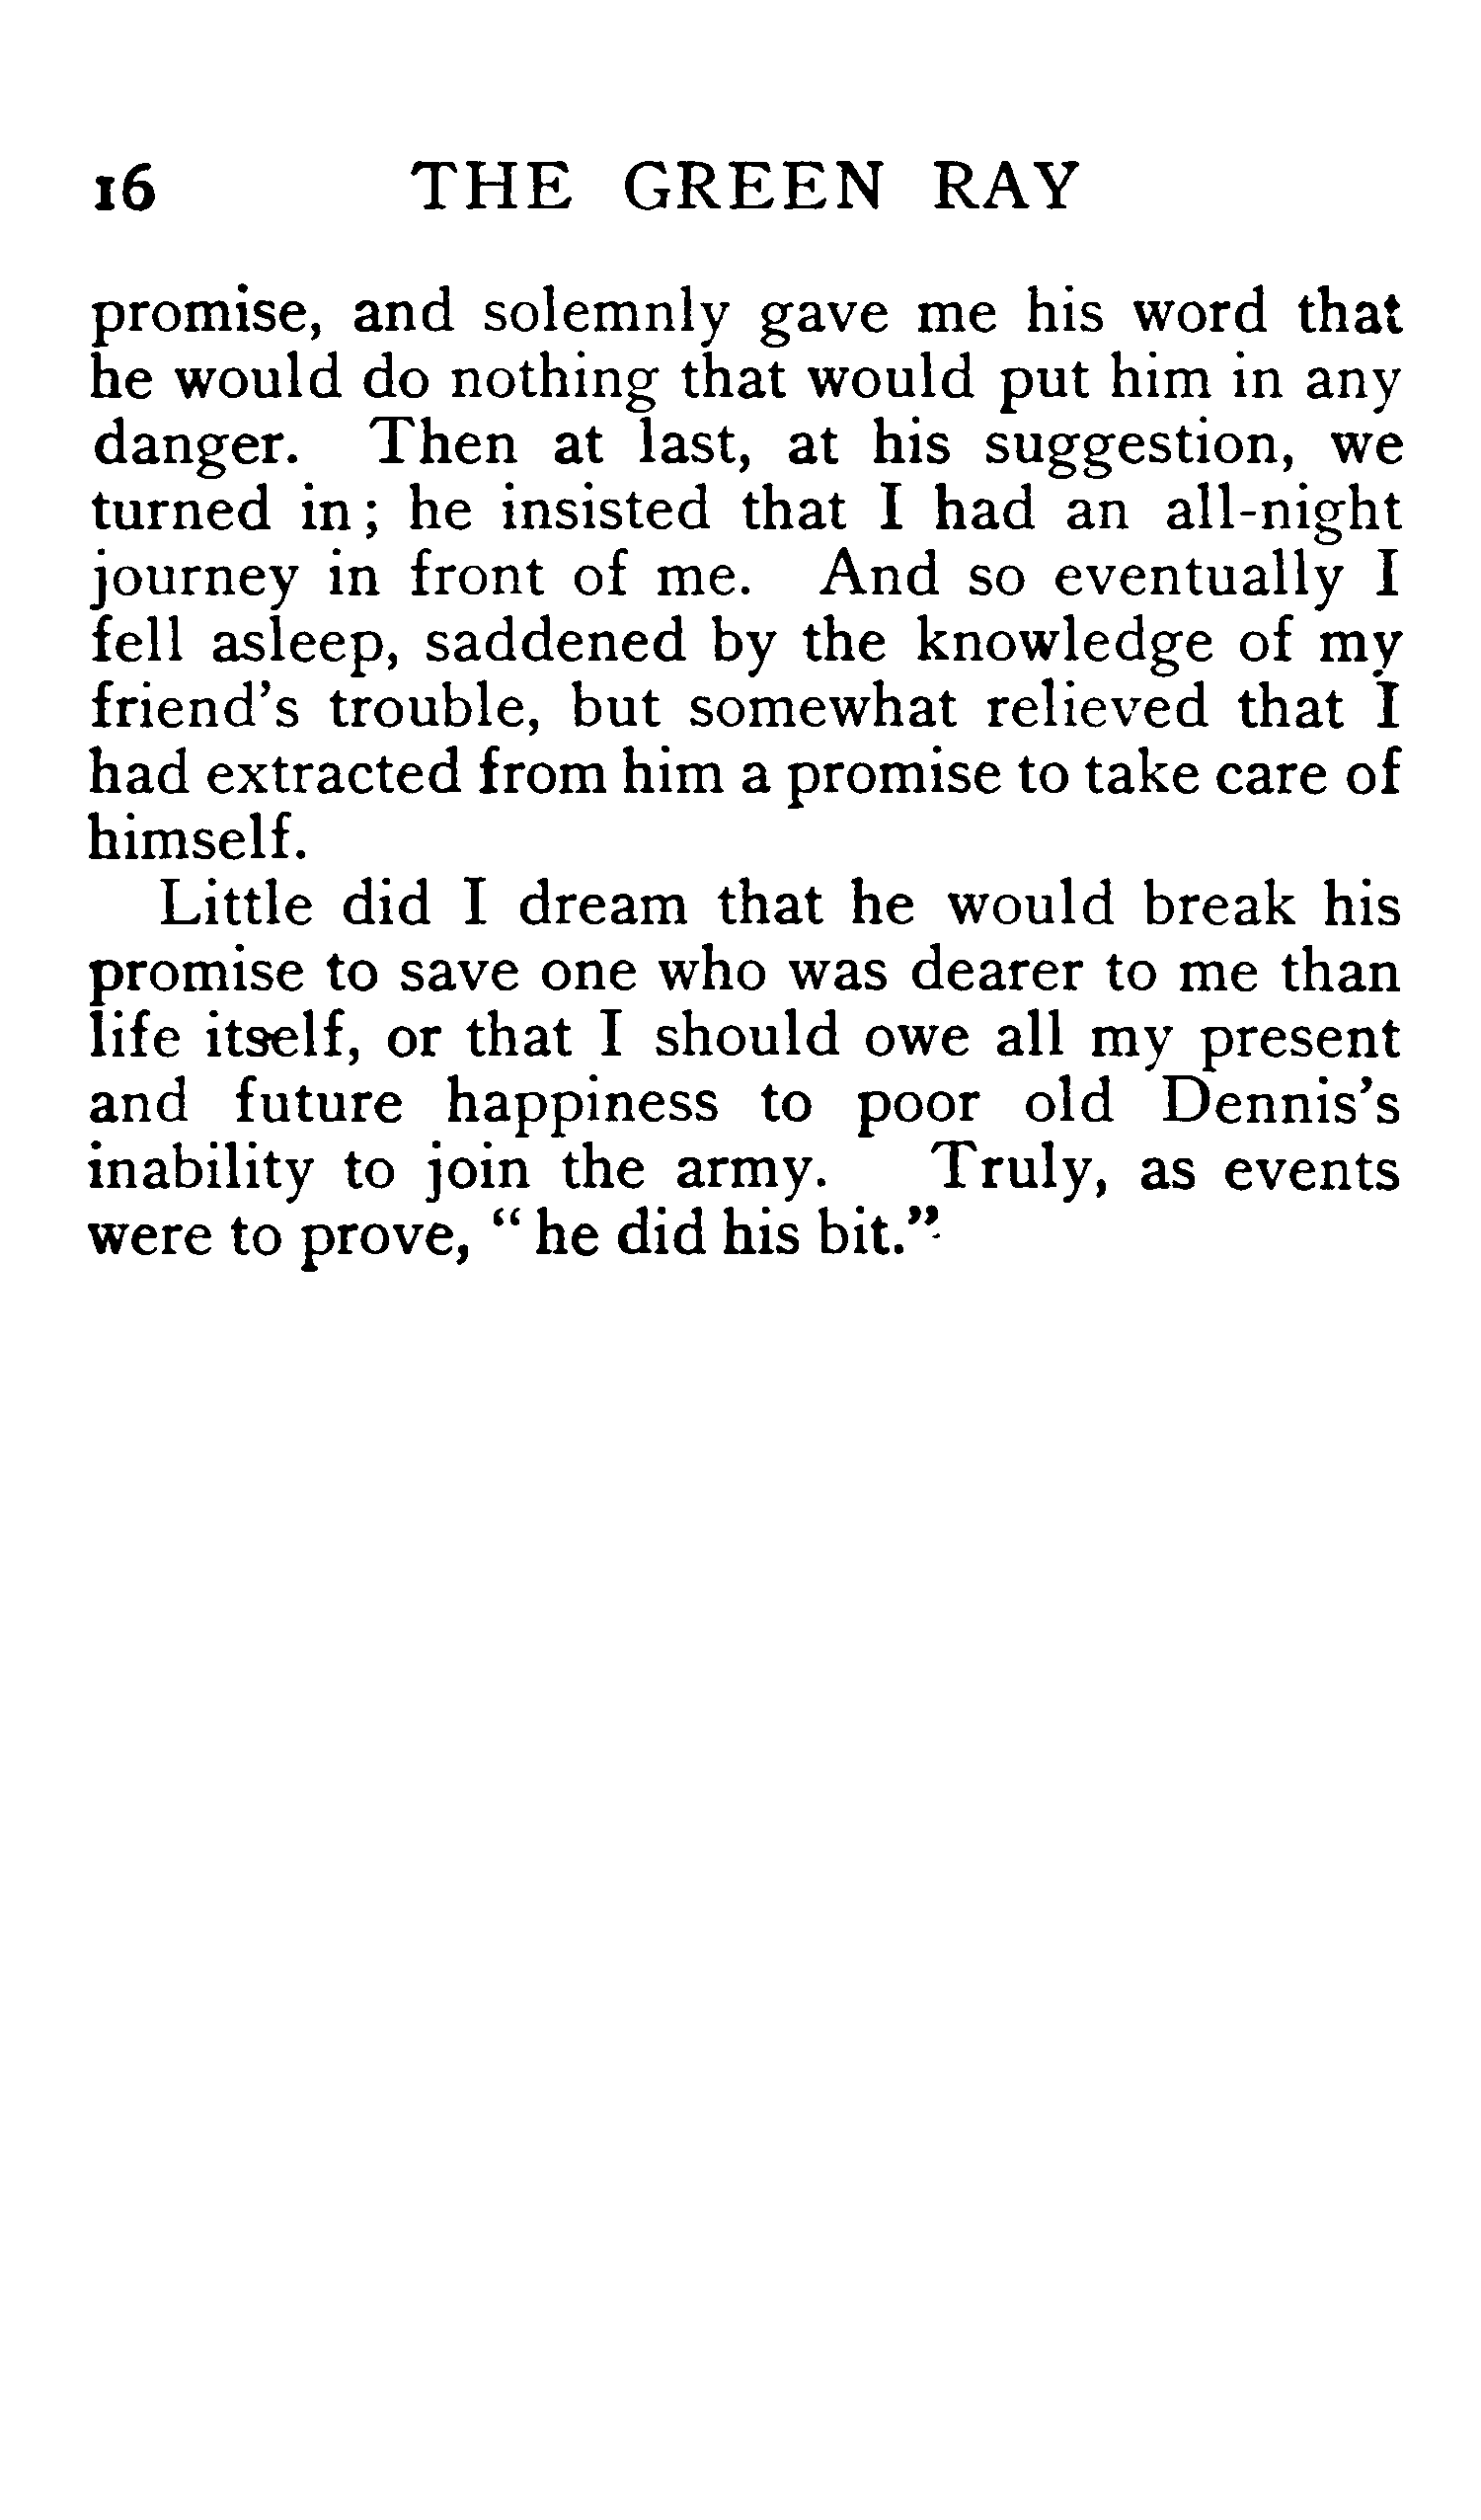 16 THE GREEN RAY
promise, and solemnly gave me his word that
he would do nothing that would put him in any
danger. Then at last, at his suggestion, we
turned in; he insisted that I had an all-night
journey in front of me. And so eventually I
fell asleep, saddened by the knowledge of my
friend's trouble, but somewhat relieved that I
had extracted from him a promise to take care of
himself.
Little did I dream that he would break his
promise to save one who was dearer to me than
life itself, or that I should owe all my present
and future happiness to poor old Dennis's
inability to join the army. Truly, as events
were to prove, “ he did his bit.”